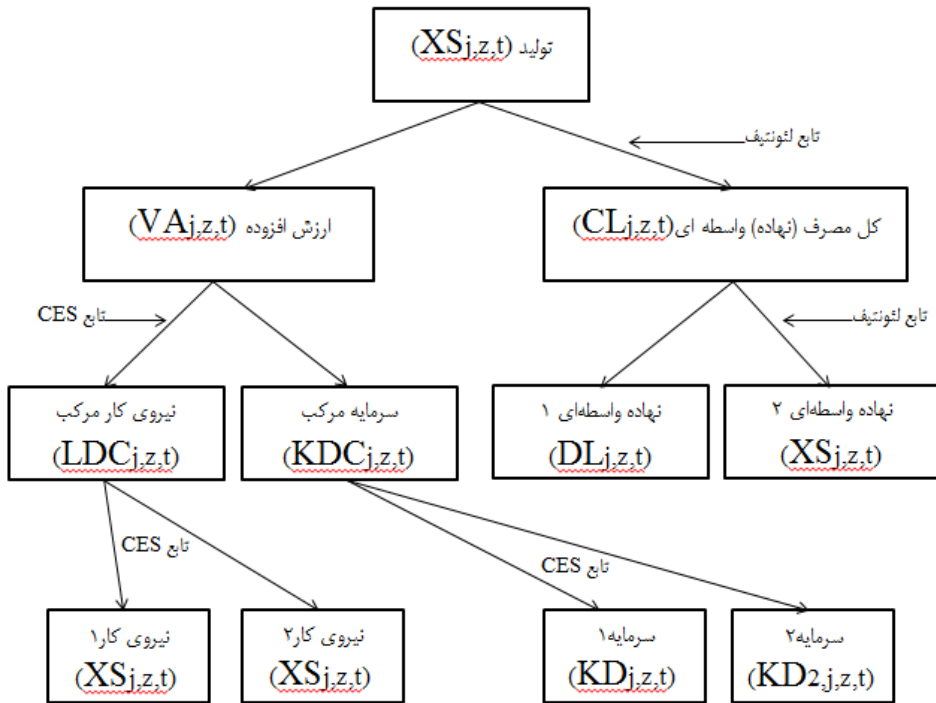 تولید (XSj,z,t)
تابع لئونتیف
ارزش افزوده (VAj,z,t)
کل مصرف (نهاده) واسطه ای(CLj,z,t)
تابع CES
تابع لئونتیف
نیروی کار مرکب
(LDCj,z,t)
سرمایه مرکب
(KDCj,z,t)
نهاده واسطه‌ای ۱
(DLj,z,t)
نهاده واسطه‌ای ۲
(XSj,z,t)
تابع CES
تابع CES
نیروی کار۱
(XSj,z,t)
نیروی کار۲
(XSj,z,t)
سرمایه۱
(KDj,z,t)
سرمایه۲
(KD2,j,z,t)